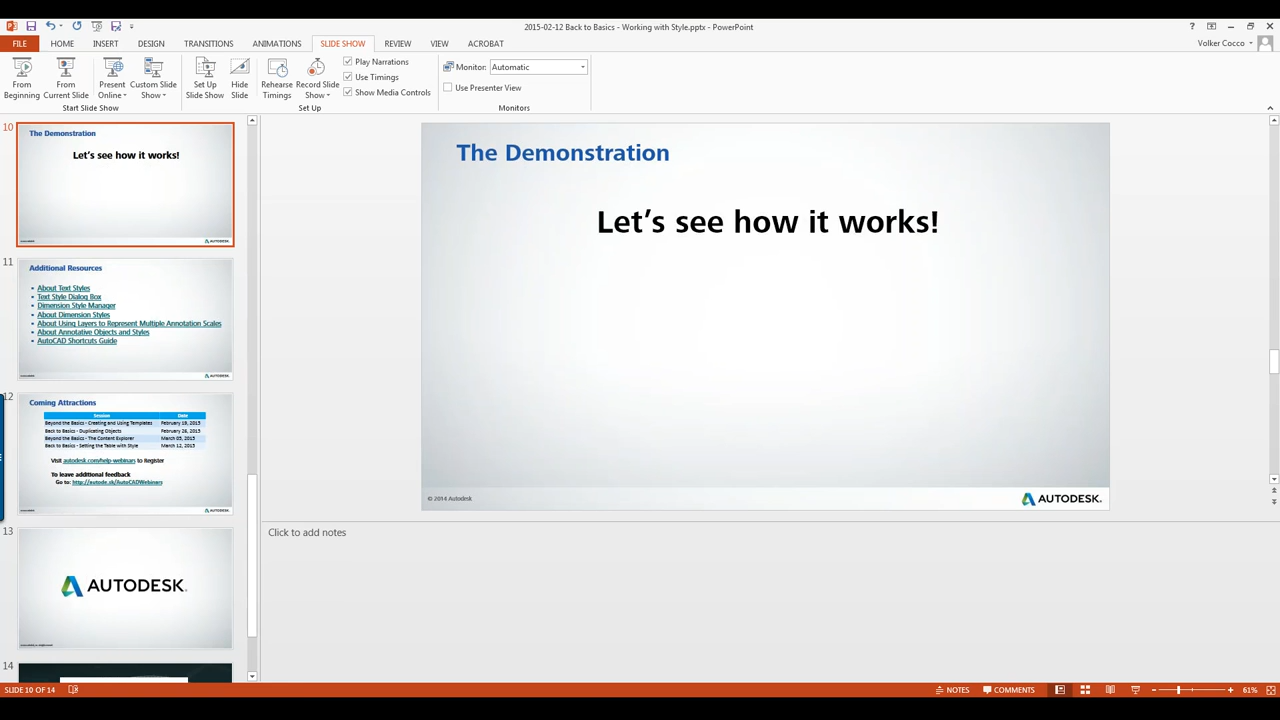 2015-02-12 Back to Basics - Working with Style.pptx - PowerPoint
FILE HOME INSERT DESIGN TRANSITIONS ANIMATIONS SLIDE SHOW REVIEW VIEW ACROBAT
Volker Cocco
From Beginning
From Current Slide
Present Online
Custom Slide Show
Set Up Slide Show
Hide Slide
Rehearse Timings
Record Slide Show
Play Narrations
Use Timings
Show Media Controls
Monitor: Automatic
Use Presenter View
Start Slide Show
Set Up
Monitors
10
The Demonstration
Let's see how it works!
AUTODESK
11
Additional Resources
About Text Styles
Text Style Dialog Box
Dimension Style Manager
About Dimension Styles
About Using Layers to Represent Multiple Annotation Scales
About Annotative Objects and Styles
AutoCAD Shortcuts Guide
AUTODESK
12
Coming Attractions
Session Date
Beyond the Basics - Creating and Using Templates February 19, 2015
Back to Basics - Duplicating Objects February 26, 2015
Beyond the Basics - The Content Explorer March 05, 2015
Back to Basics - Setting the Table with Style March 12, 2015
Visit autodesk.com/help-webinars to Register
To leave additional feedback
Go to: http://autode.sk/AutoCADWebinars
AUTODESK
13
AUTODESK.
14
The Demonstration
Let's see how it works!
© 2014 Autodesk
AUTODESK.
Click to add notes
SLIDE 10 OF 14
NOTES
COMMENTS
61%